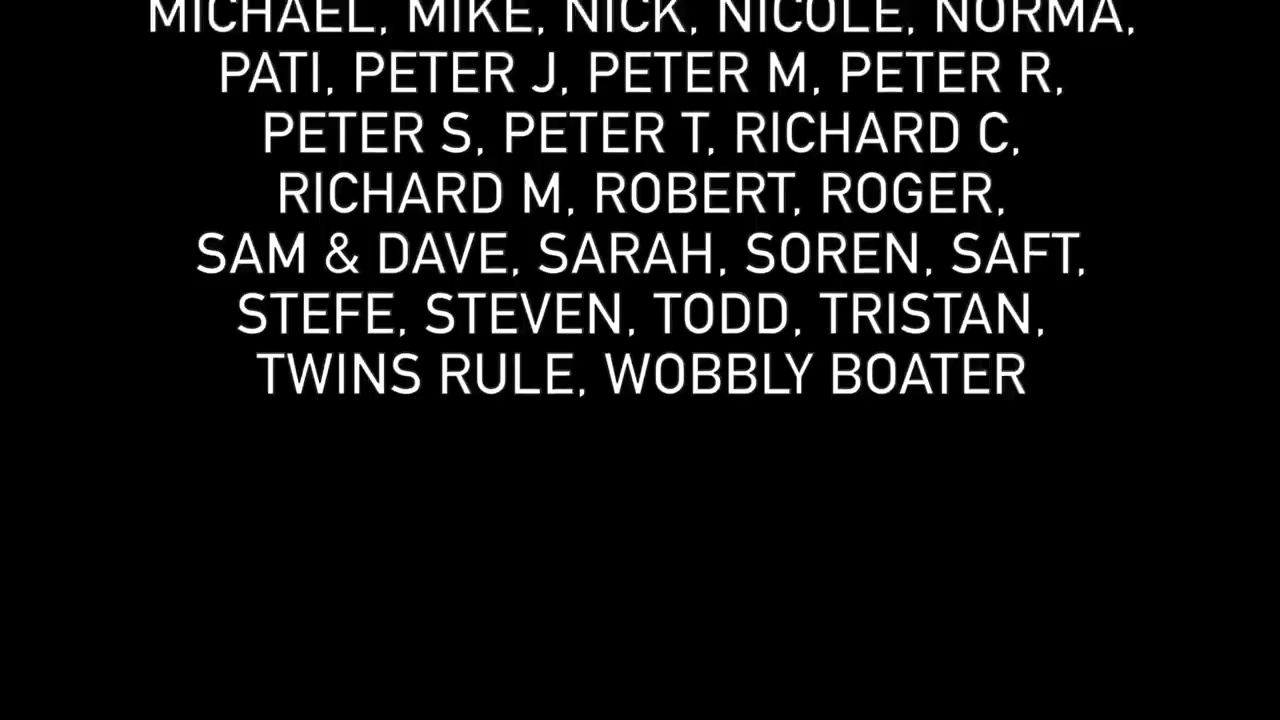 MICHAEL, MIKE, NICK, NICOLE, NORMA,
PATI, PETER J, PETER M, PETER R,
PETER S, PETER T, RICHARD C,
RICHARD M, ROBERT, ROGER,
SAM & DAVE, SARAH, SOREN, SAFT,
STEFE, STEVEN, TODD, TRISTAN,
TWINS RULE, WOBBLY BOATER